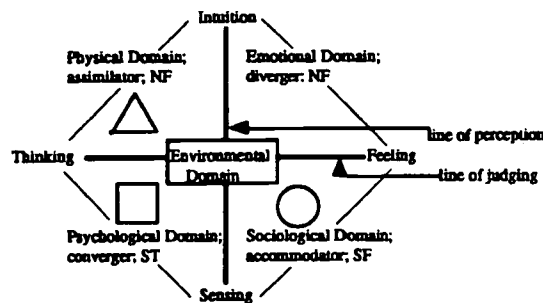 Intuition
Physical Domain;
assimilator; NF
Emotional Domain;
diverger; NF
line of perception
Thinking
Environmental
Domain
Feeling
line of judging
Psychological Domain;
converger; ST
Sociological Domain;
accommodator; SF
Sensing